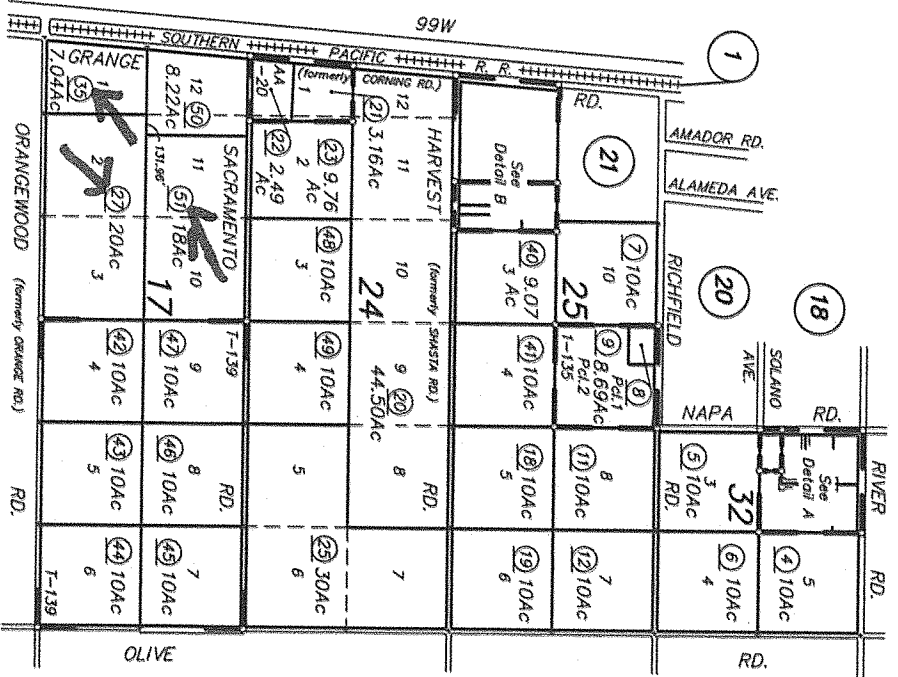 99W
SOUTHERN PACIFIC R. R.
1
GRANGE
1
35
7.04Ac
12
50
8.22Ac
131.96'
11
51
18Ac
10
17
2
27
20Ac
3
SACRAMENTO
T-139
RD.
AA
-20
(formerly
CORNING RD.)
1
21
3.16Ac
12
11
22
2.49
Ac
23
9.76
Ac
2
HARVEST
(formerly SHASTA RD.)
RD.
48
10Ac
3
10
24
49
10Ac
4
9
20
44.50Ac
5
8
25
30Ac
6
7
See
Detail B
RD.
21
7
10Ac
10
40
9.07
Ac
3
25
41
10Ac
4
9
8.69Ac
Pcl.1
Pcl.2
T-135
8
18
10Ac
5
11
10Ac
8
19
10Ac
6
12
10Ac
7
AMADOR RD.
ALAMEDA AVE.
RICHFIELD
RD.
20
18
SOLANO
AVE.
NAPA RD.
RIVER RD.
See
Detail A
5
10Ac
3
32
6
10Ac
4
4
10Ac
5
42
10Ac
4
47
10Ac
9
43
10Ac
5
46
10Ac
8
44
10Ac
6
45
10Ac
7
T-139
ORANGEWOOD (formerly ORANGE RD.) RD.
OLIVE RD.